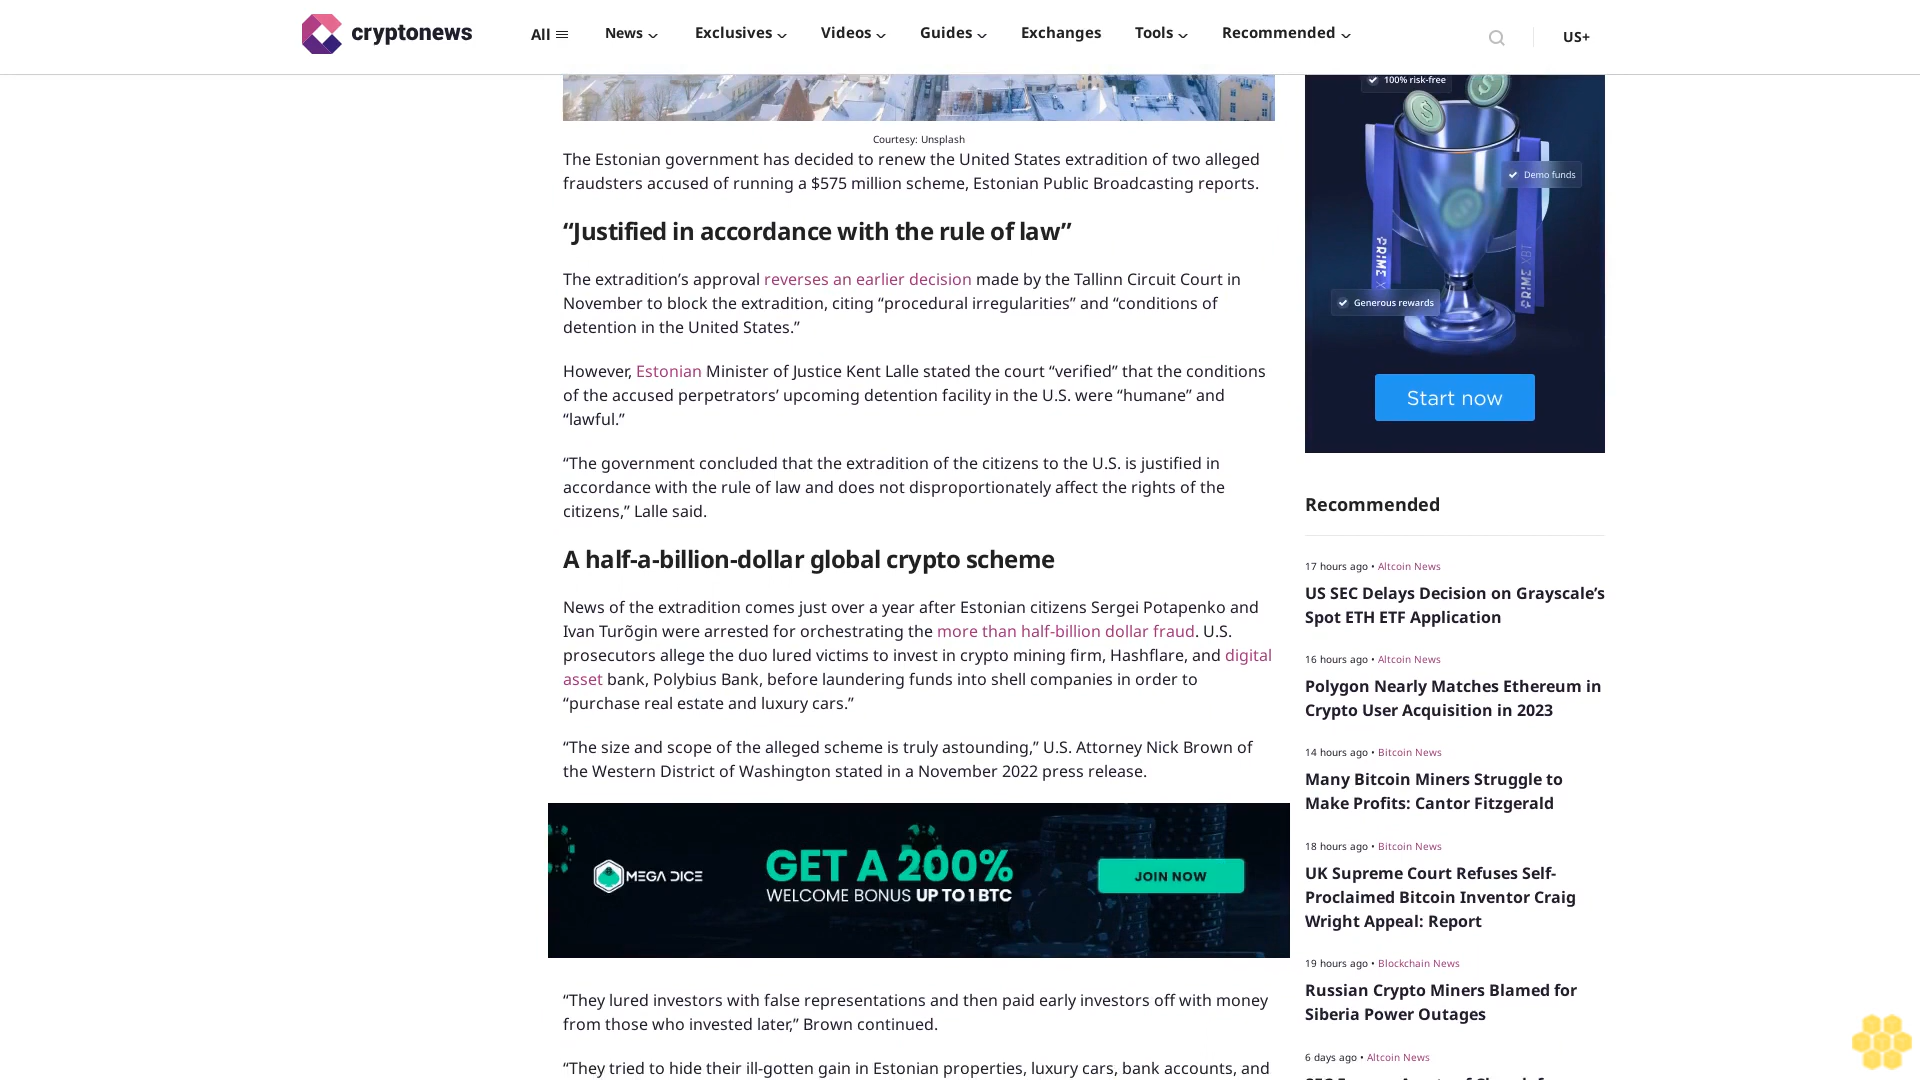 cryptonews
All
News
Exclusives
Videos
Guides
Exchanges
Tools
Recommended
US+
Courtesy: Unsplash
The Estonian government has decided to renew the United States extradition of two alleged
fraudsters accused of running a $575 million scheme, Estonian Public Broadcasting reports.
“Justified in accordance with the rule of law”
The extradition’s approval reverses an earlier decision made by the Tallinn Circuit Court in
November to block the extradition, citing “procedural irregularities” and “conditions of
detention in the United States.”
However, Estonian Minister of Justice Kent Lalle stated the court “verified” that the conditions
of the accused perpetrators’ upcoming detention facility in the U.S. were “humane” and
“lawful.”
“The government concluded that the extradition of the citizens to the U.S. is justified in
accordance with the rule of law and does not disproportionately affect the rights of the
citizens,” Lalle said.
A half-a-billion-dollar global crypto scheme
News of the extradition comes just over a year after Estonian citizens Sergei Potapenko and
Ivan Turõgin were arrested for orchestrating the more than half-billion dollar fraud. U.S.
prosecutors allege the duo lured victims to invest in crypto mining firm, Hashflare, and digital
asset bank, Polybius Bank, before laundering funds into shell companies in order to
“purchase real estate and luxury cars.”
“The size and scope of the alleged scheme is truly astounding,” U.S. Attorney Nick Brown of
the Western District of Washington stated in a November 2022 press release.
MEGA DICE
GET A 200%
WELCOME BONUS UP TO 1 BTC
JOIN NOW
“They lured investors with false representations and then paid early investors off with money
from those who invested later,” Brown continued.
“They tried to hide their ill-gotten gain in Estonian properties, luxury cars, bank accounts, and
100% risk-free
Demo funds
PRIME X
PRIME XBT
Generous rewards
Start now
Recommended
17 hours ago • Altcoin News
US SEC Delays Decision on Grayscale’s
Spot ETH ETF Application
16 hours ago • Altcoin News
Polygon Nearly Matches Ethereum in
Crypto User Acquisition in 2023
14 hours ago • Bitcoin News
Many Bitcoin Miners Struggle to
Make Profits: Cantor Fitzgerald
18 hours ago • Bitcoin News
UK Supreme Court Refuses Self-
Proclaimed Bitcoin Inventor Craig
Wright Appeal: Report
19 hours ago • Blockchain News
Russian Crypto Miners Blamed for
Siberia Power Outages
6 days ago • Altcoin News